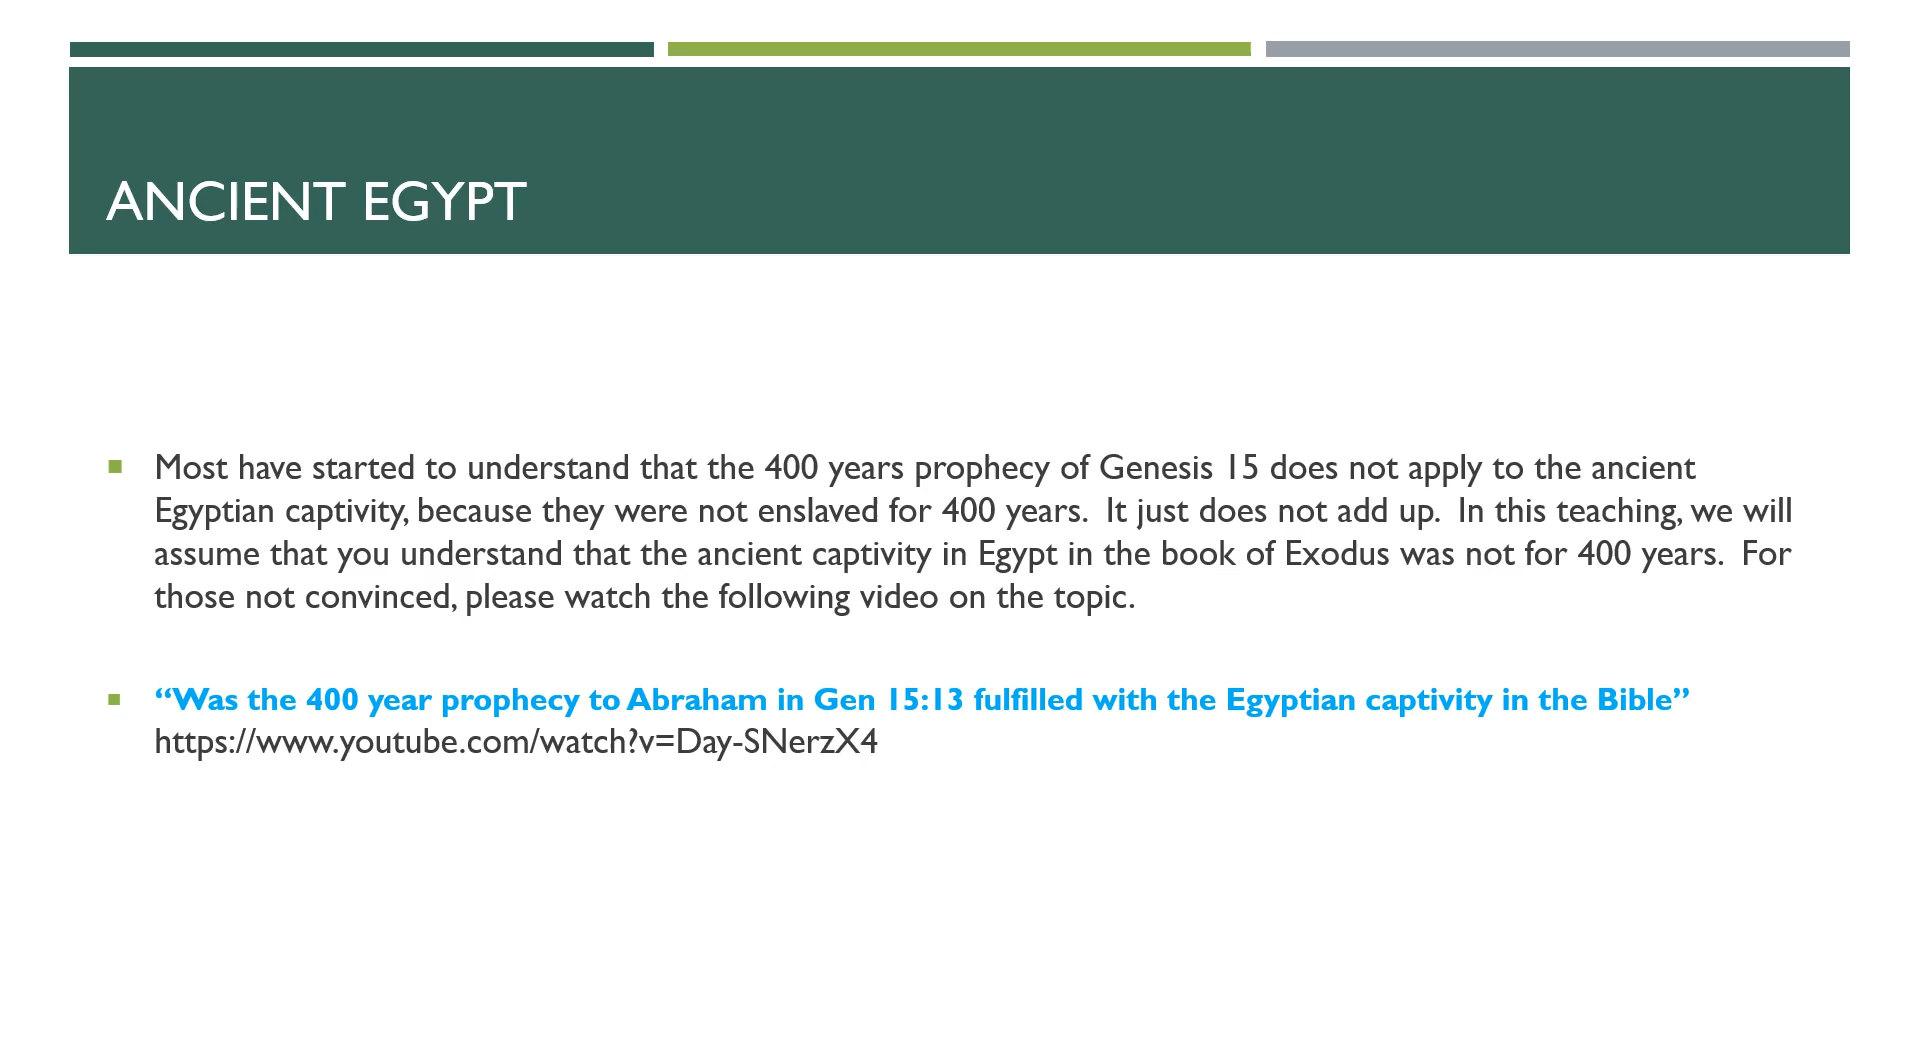 ANCIENT EGYPT
Most have started to understand that the 400 years prophecy of Genesis 15 does not apply to the ancient
Egyptian captivity, because they were not enslaved for 400 years.  It just does not add up.  In this teaching, we will
assume that you understand that the ancient captivity in Egypt in the book of Exodus was not for 400 years.  For
those not convinced, please watch the following video on the topic.
“Was the 400 year prophecy to Abraham in Gen 15:13 fulfilled with the Egyptian captivity in the Bible”
https://www.youtube.com/watch?v=Day-SNerzX4